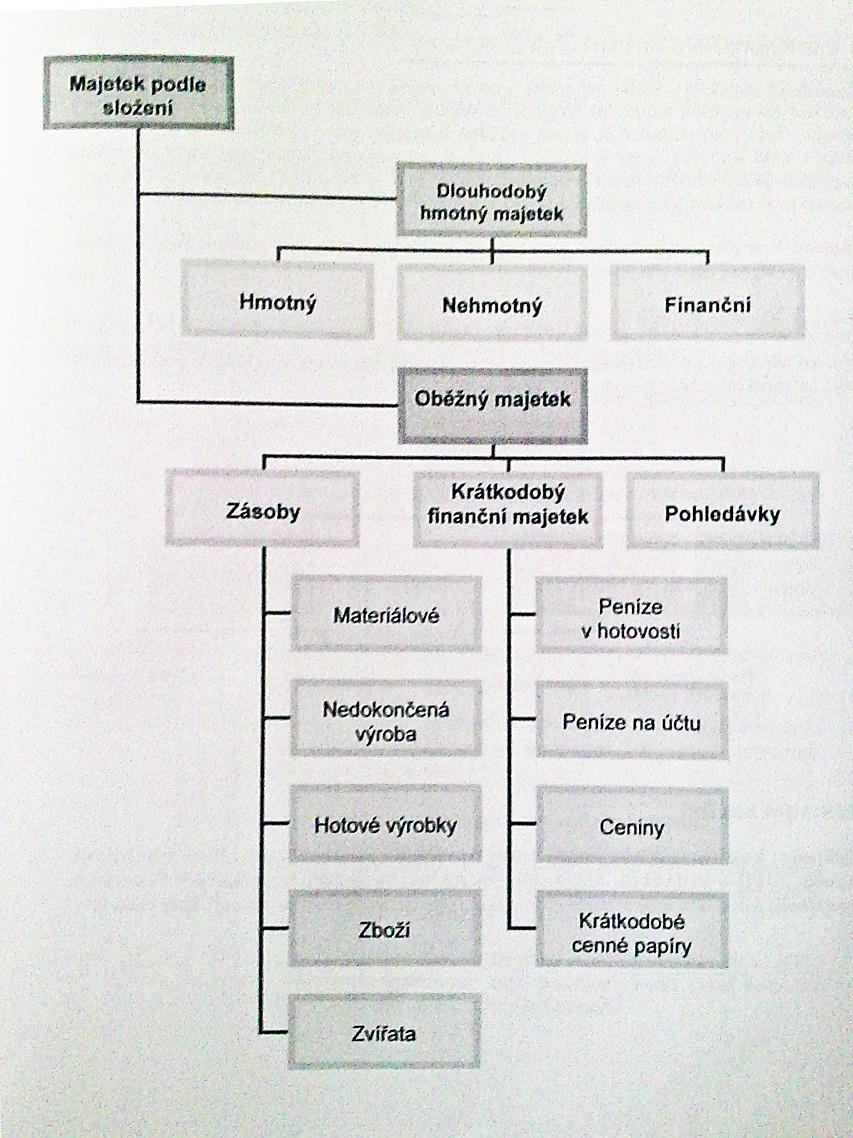 Majetek podle
složení
Dlouhodobý
hmotný majetek
Hmotný
Nehmotný
Finanční
Oběžný majetek
Zásoby
Krátkodobý
finanční majetek
Pohledávky
Materiálové
Peníze
v hotovosti
Nedokončená
výroba
Peníze na účtu
Hotové výrobky
Ceniny
Zboží
Krátkodobé
cenné papíry
Zvířata